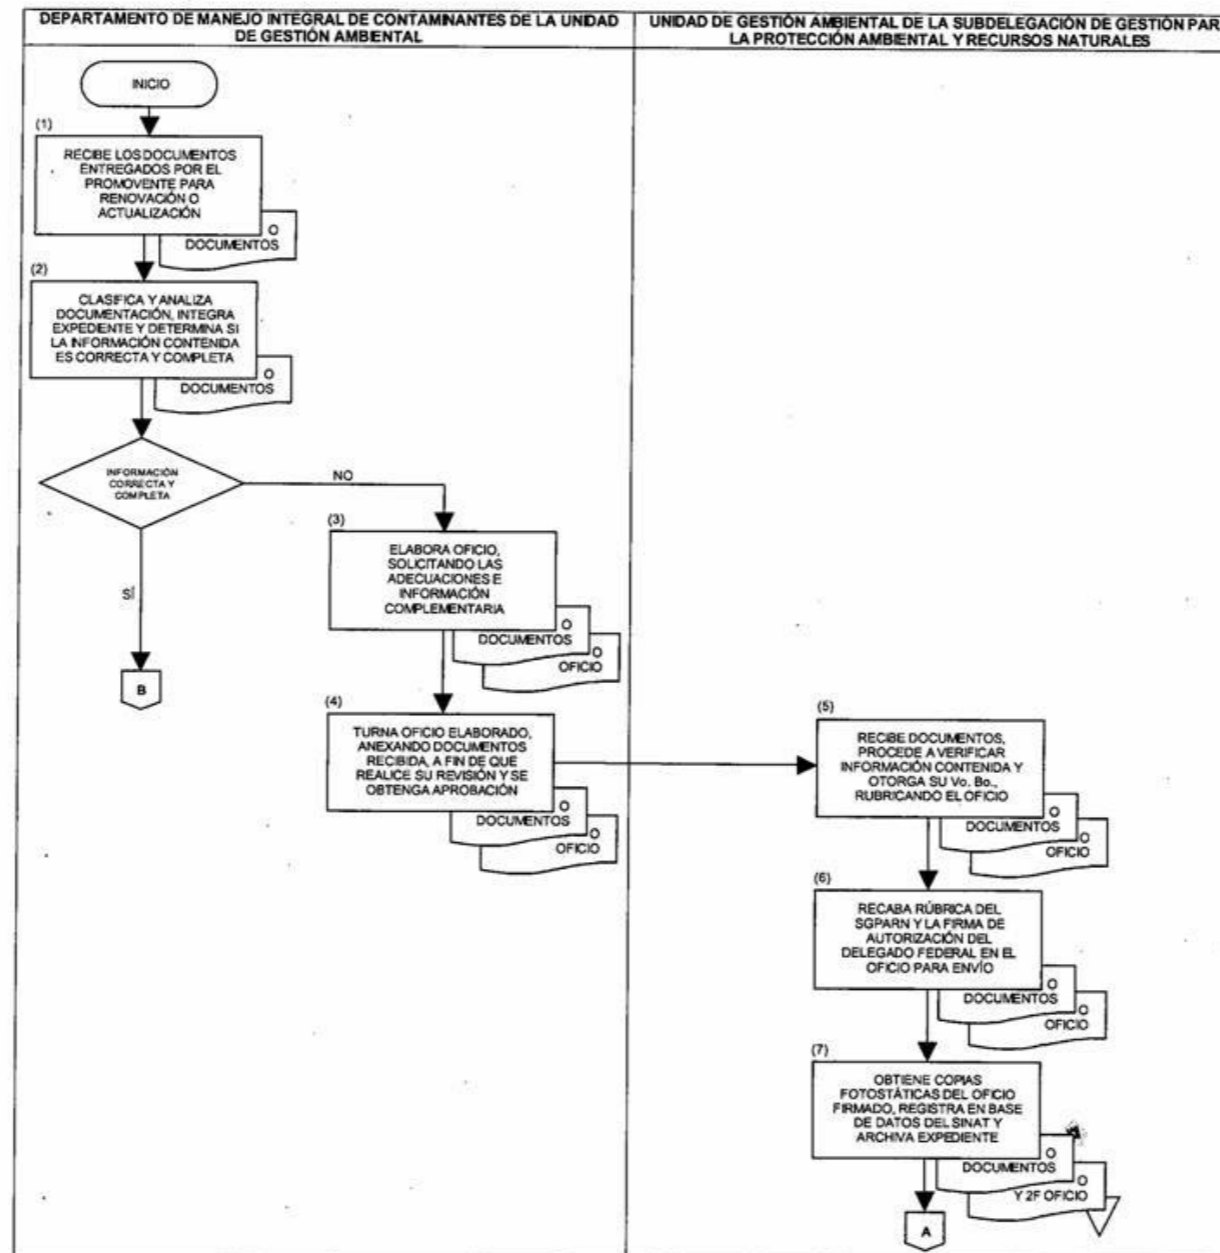 DEPARTAMENTO DE MANEJO INTEGRAL DE CONTAMINANTES DE LA UNIDAD
DE GESTIÓN AMBIENTAL
UNIDAD DE GESTIÓN AMBIENTAL DE LA SUBDELEGACIÓN DE GESTIÓN PAR
LA PROTECCIÓN AMBIENTAL Y RECURSOS NATURALES
INICIO
(1)
RECIBE LOS DOCUMENTOS
ENTREGADOS POR EL
PROMOVENTE PARA
RENOVACIÓN O
ACTUALIZACIÓN
O
DOCUMENTOS
(2)
CLASIFICA Y ANALIZA
DOCUMENTACIÓN, INTEGRA
EXPEDIENTE Y DETERMINA SI
LA INFORMACIÓN CONTENIDA
ES CORRECTA Y COMPLETA
O
DOCUMENTOS
INFORMACIÓN
CORRECTA Y
COMPLETA
NO
SÍ
B
(3)
ELABORA OFICIO,
SOLICITANDO LAS
ADECUACIONES E
INFORMACIÓN
COMPLEMENTARIA
O
DOCUMENTOS
O
OFICIO
(4)
TURNA OFICIO ELABORADO,
ANEXANDO DOCUMENTOS
RECIBIDA, A FIN DE QUE
REALICE SU REVISIÓN Y SE
OBTENGA APROBACIÓN
O
DOCUMENTOS
O
OFICIO
(5)
RECIBE DOCUMENTOS,
PROCEDE A VERIFICAR
INFORMACIÓN CONTENIDA Y
OTORGA SU Vo. Bo.,
RUBRICANDO EL OFICIO
O
DOCUMENTOS
O
OFICIO
(6)
RECABA RÚBRICA DEL
SGPARN Y LA FIRMA DE
AUTORIZACIÓN DEL
DELEGADO FEDERAL EN EL
OFICIO PARA ENVÍO
O
DOCUMENTOS
O
OFICIO
(7)
OBTIENE COPIAS
FOTOSTÁTICAS DEL OFICIO
FIRMADO, REGISTRA EN BASE
DE DATOS DEL SINAT Y
ARCHIVA EXPEDIENTE
O
DOCUMENTOS
O
Y 2F OFICIO
A